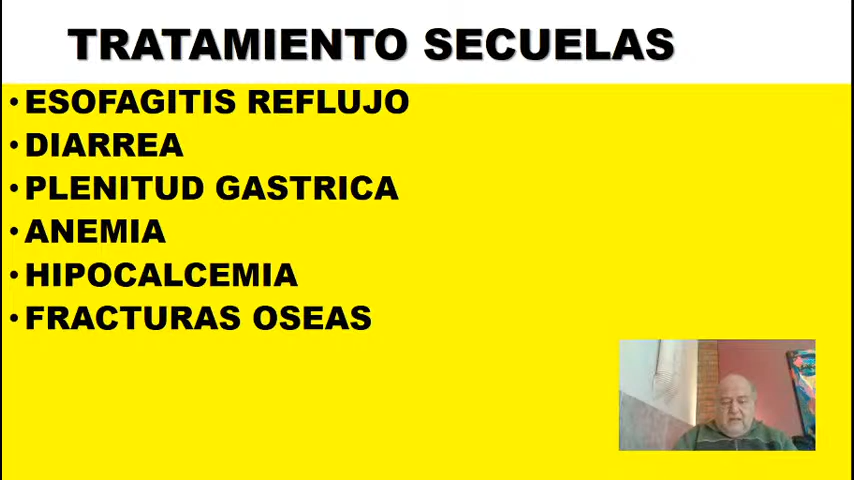 TRATAMIENTO SECUELAS
• ESOFAGITIS REFLUJO
• DIARREA
• PLENITUD GASTRICA
• ANEMIA
• HIPOCALCEMIA
• FRACTURAS OSEAS